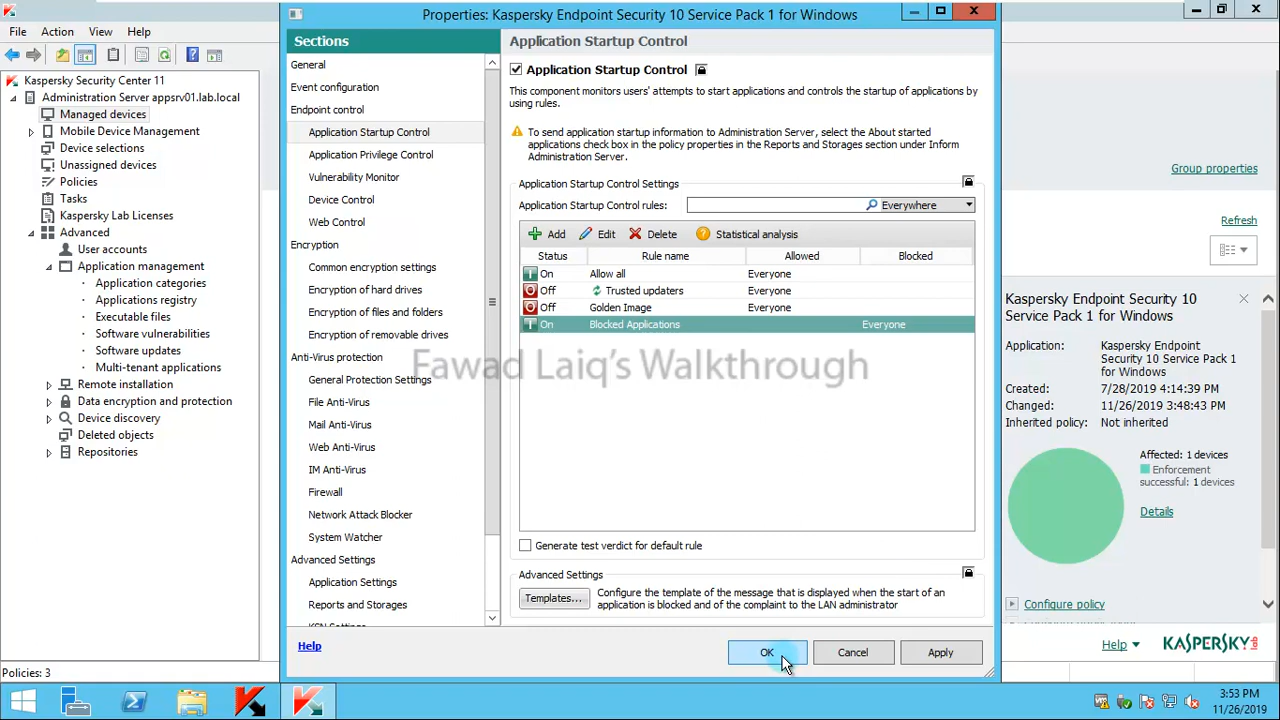 Properties: Kaspersky Endpoint Security 10 Service Pack 1 for Windows
File Action View Help
Kaspersky Security Center 11
Administration Server appsrv01.lab.local
Managed devices
Mobile Device Management
Device selections
Unassigned devices
Policies
Tasks
Kaspersky Lab Licenses
Advanced
User accounts
Application management
Application categories
Applications registry
Executable files
Software vulnerabilities
Software updates
Multi-tenant applications
Remote installation
Data encryption and protection
Device discovery
Deleted objects
Repositories
Policies: 3
Sections
General
Event configuration
Endpoint control
Application Startup Control
Application Privilege Control
Vulnerability Monitor
Device Control
Web Control
Encryption
Common encryption settings
Encryption of hard drives
Encryption of files and folders
Encryption of removable drives
Anti-Virus protection
General Protection Settings
File Anti-Virus
Mail Anti-Virus
Web Anti-Virus
IM Anti-Virus
Firewall
Network Attack Blocker
System Watcher
Advanced Settings
Application Settings
Reports and Storages
KSN Settings
Help
Application Startup Control
Application Startup Control
This component monitors users' attempts to start applications and controls the startup of applications by
using rules.
To send application startup information to Administration Server, select the About started
applications check box in the policy properties in the Reports and Storages section under Inform
Administration Server.
Application Startup Control Settings
Application Startup Control rules: Everywhere
Add Edit Delete Statistical analysis
Status Rule name Allowed Blocked
On Allow all Everyone
Off Trusted updaters Everyone
Off Golden Image Everyone
On Blocked Applications Everyone
Fawad Laiq's Walkthrough
Generate test verdict for default rule
Advanced Settings
Templates... Configure the template of the message that is displayed when the start of an
application is blocked and of the complaint to the LAN administrator
OK Cancel Apply
Group properties
Refresh
Kaspersky Endpoint Security 10
Service Pack 1 for Windows
Application: Kaspersky Endpoint
Security 10 Service Pack 1
for Windows
Created: 7/28/2019 4:14:39 PM
Changed: 11/26/2019 3:48:43 PM
Inherited policy: Not inherited
Affected: 1 devices
Enforcement
successful: 1 devices
Details
Configure policy
Help KASPERSKY lab
3:53 PM
11/26/2019